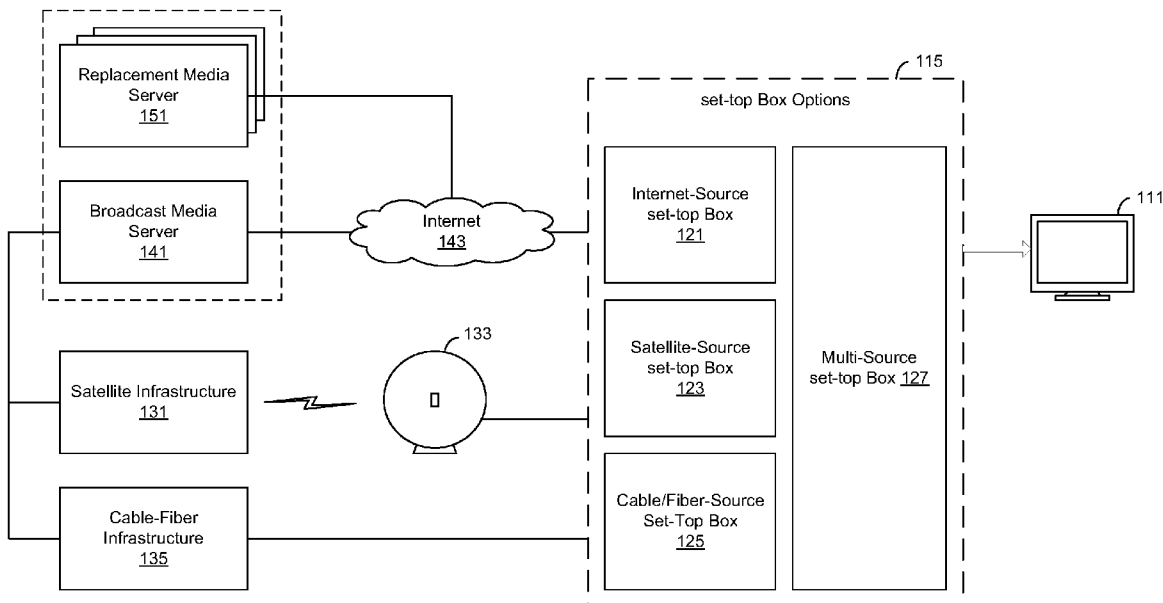 Replacement Media
Server
151
Broadcast Media
Server
141
Satellite Infrastructure
131
Cable-Fiber
Infrastructure
135
Internet
143
133
115
set-top Box Options
Internet-Source
set-top Box
121
Satellite-Source
set-top Box
123
Cable/Fiber-Source
Set-Top Box
125
Multi-Source
set-top Box 127
111